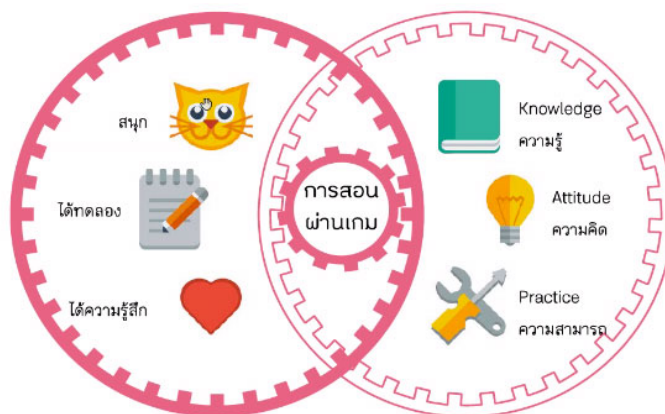 สนุก
ได้ทดลอง
ได้ความรู้สึก
การสอน
ผ่านเกม
Knowledge
ความรู้
Attitude
ความคิด
Practice
ความสามารถ